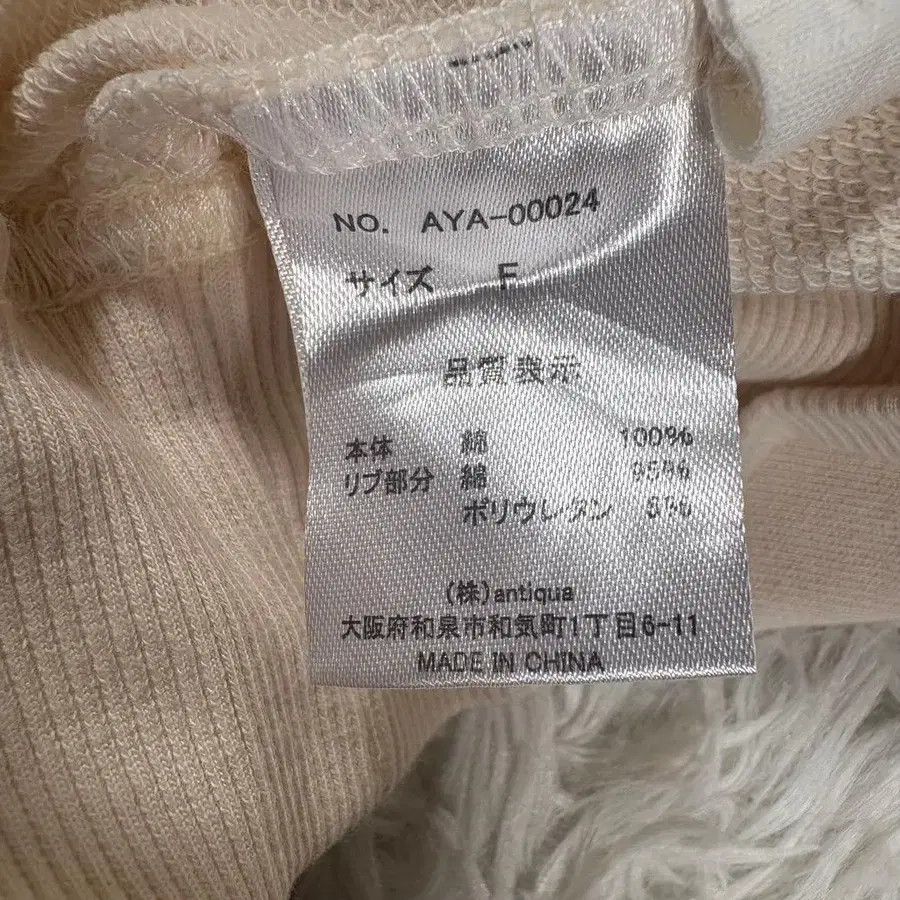 NO. AYA-00024
サイズ F
品質表示
本体 綿 100%
リブ部分 綿 95%
ポリウレタン 5%
(株)antiqua
大阪府和泉市和気町1丁目6-11
MADE IN CHINA